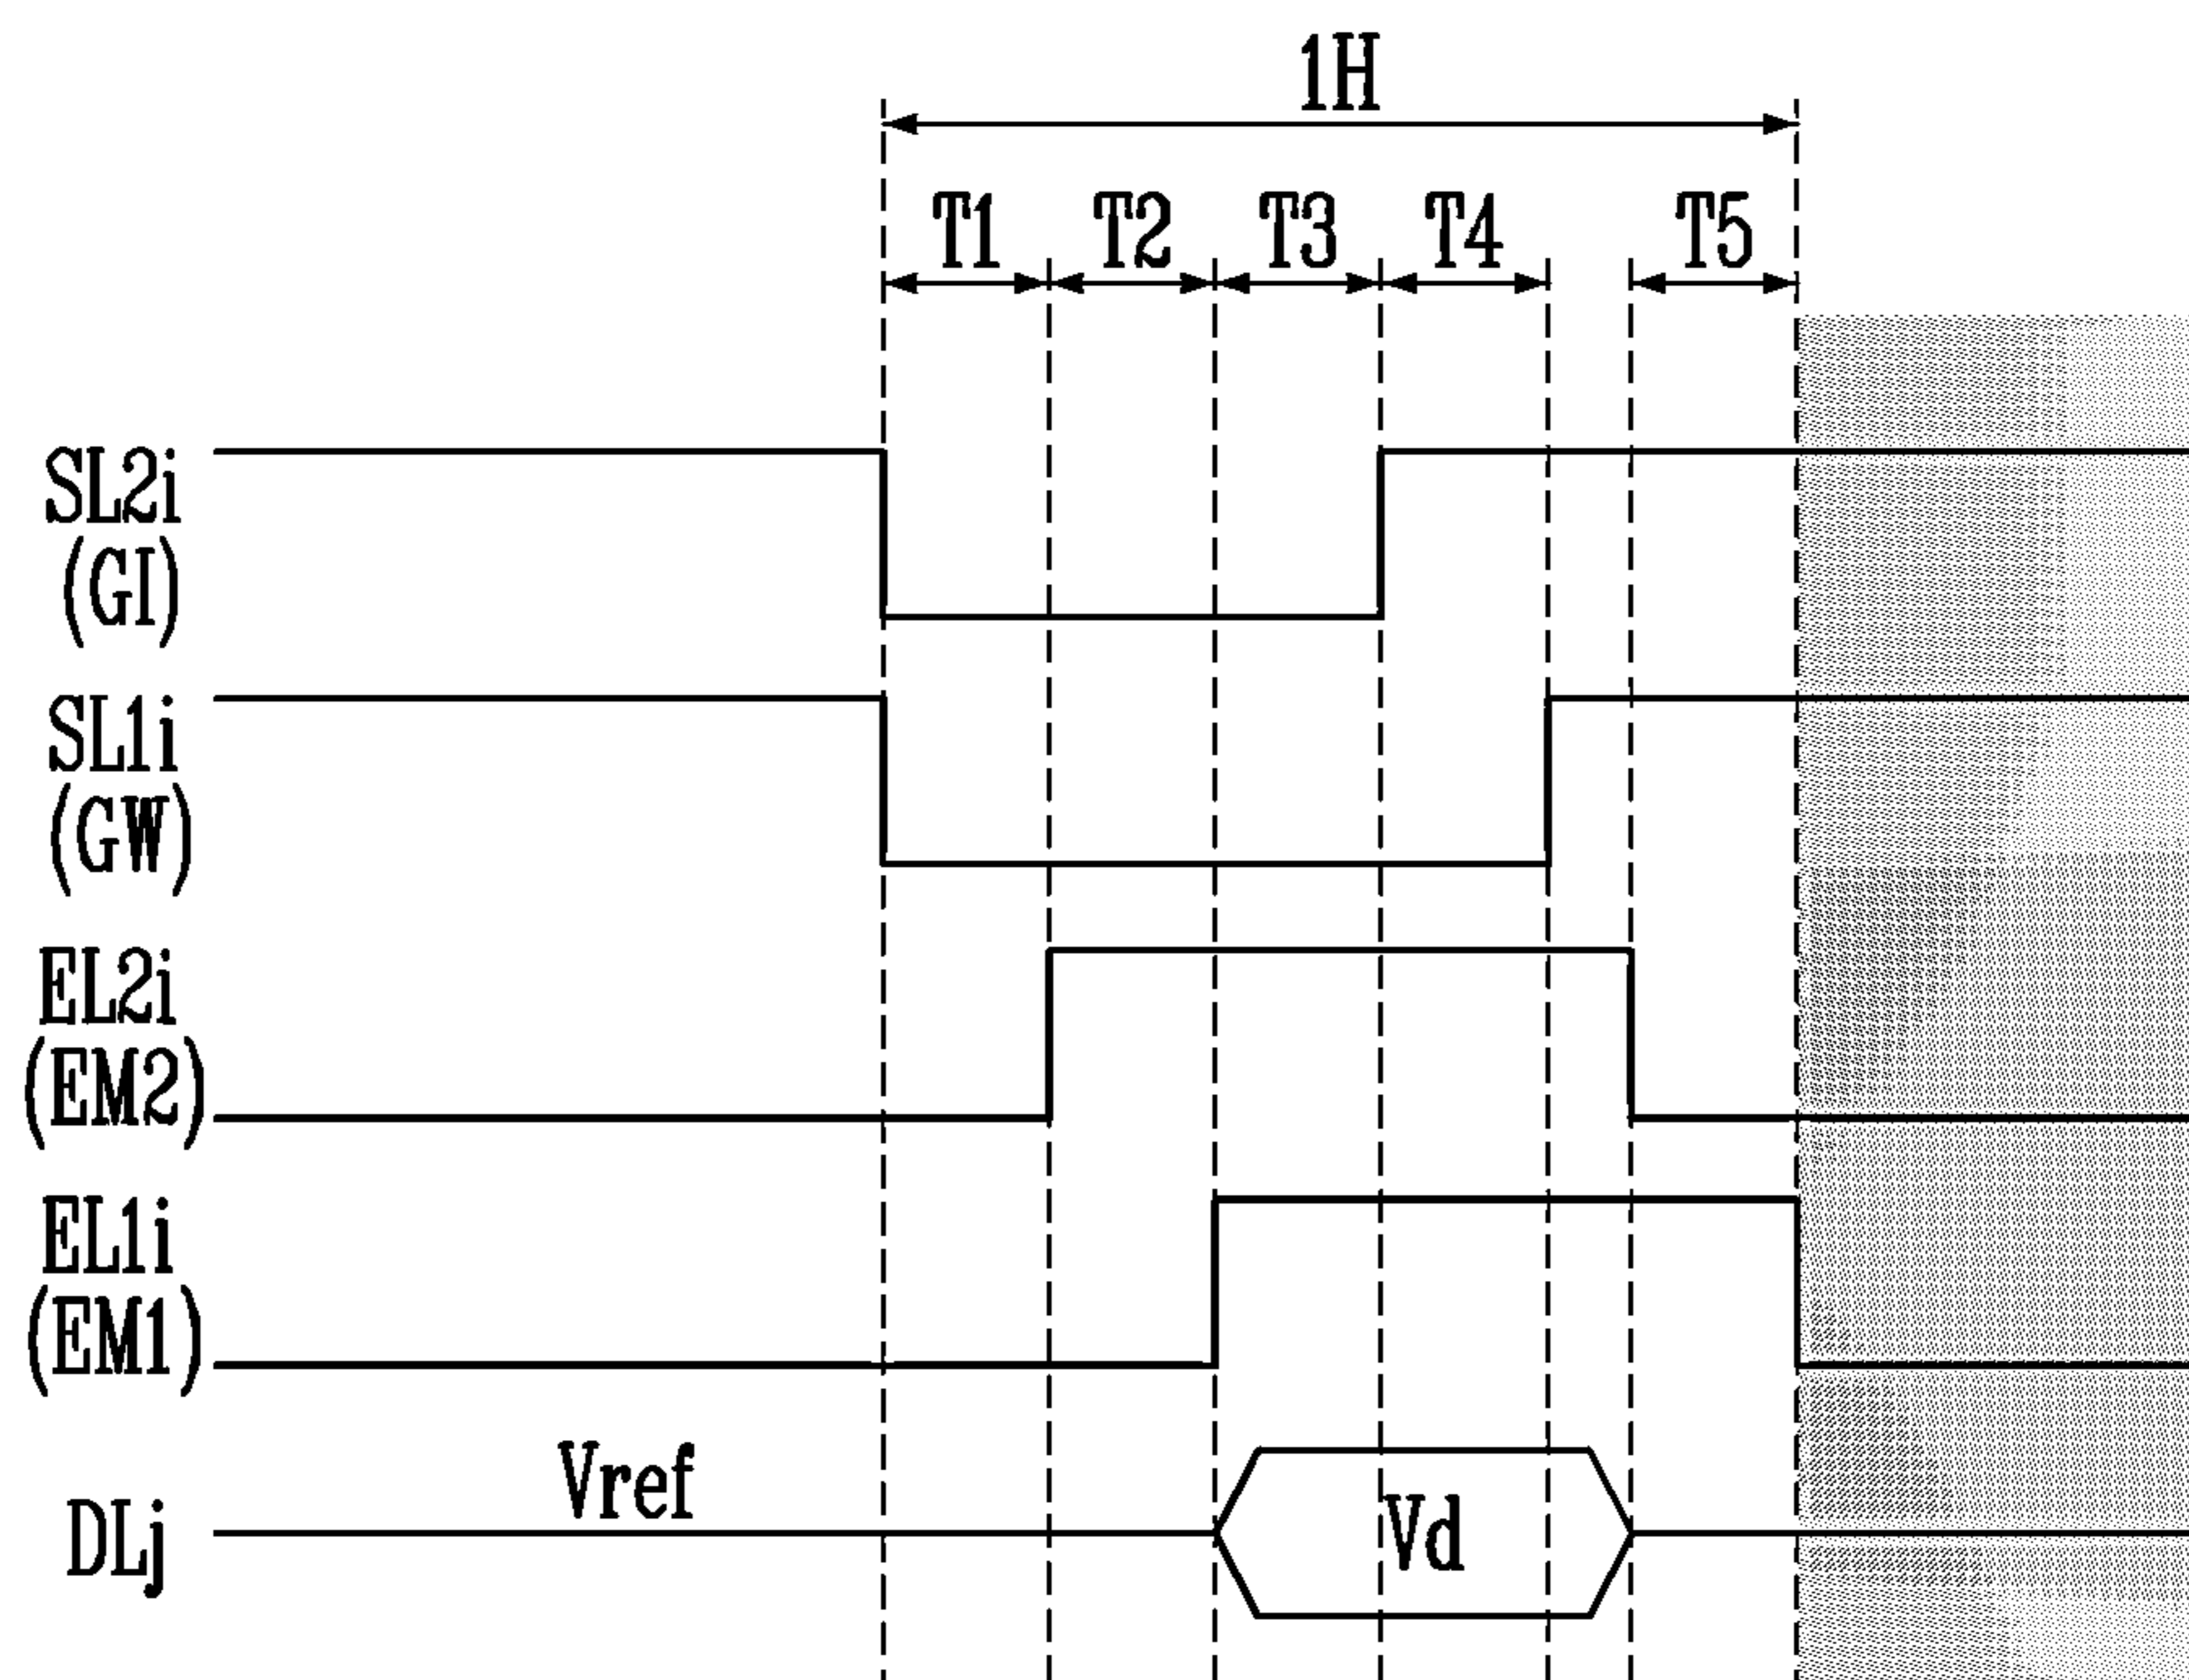 1H
T1 T2 T3 T4 T5
SL2i
(GI)
SL1i
(GW)
EL2i
(EM2)
EL1i
(EM1)
Vref
DLj
Vd